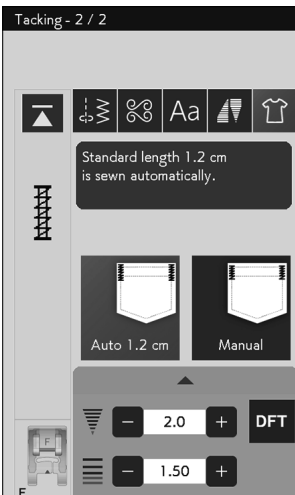 Tacking - 2 / 2
Aa
Standard length 1.2 cm
is sewn automatically.
Auto 1.2 cm
Manual
− 2.0 + DFT
− 1.50 +
F
F